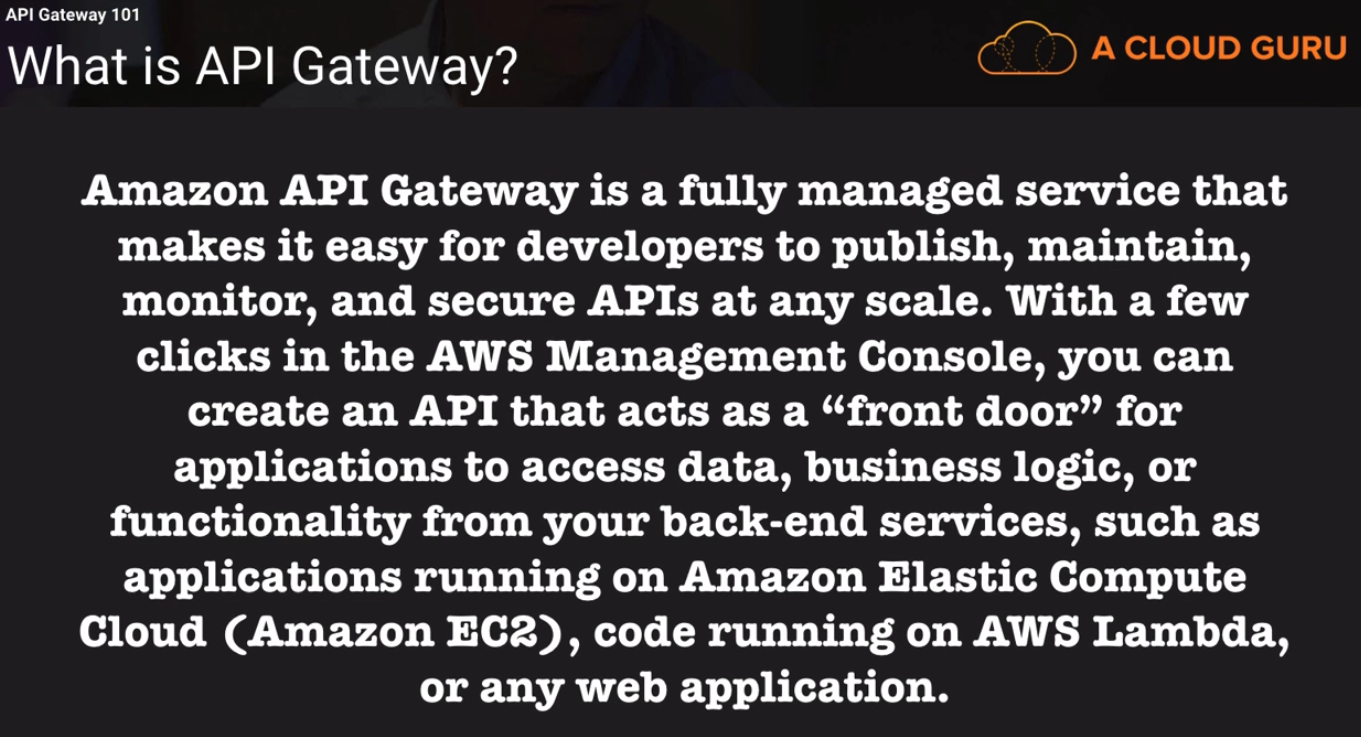 API Gateway 101
What is API Gateway?
A CLOUD GURU
Amazon API Gateway is a fully managed service that
makes it easy for developers to publish, maintain,
monitor, and secure APIs at any scale. With a few
clicks in the AWS Management Console, you can
create an API that acts as a “front door” for
applications to access data, business logic, or
functionality from your back-end services, such as
applications running on Amazon Elastic Compute
Cloud (Amazon EC2), code running on AWS Lambda,
or any web application.